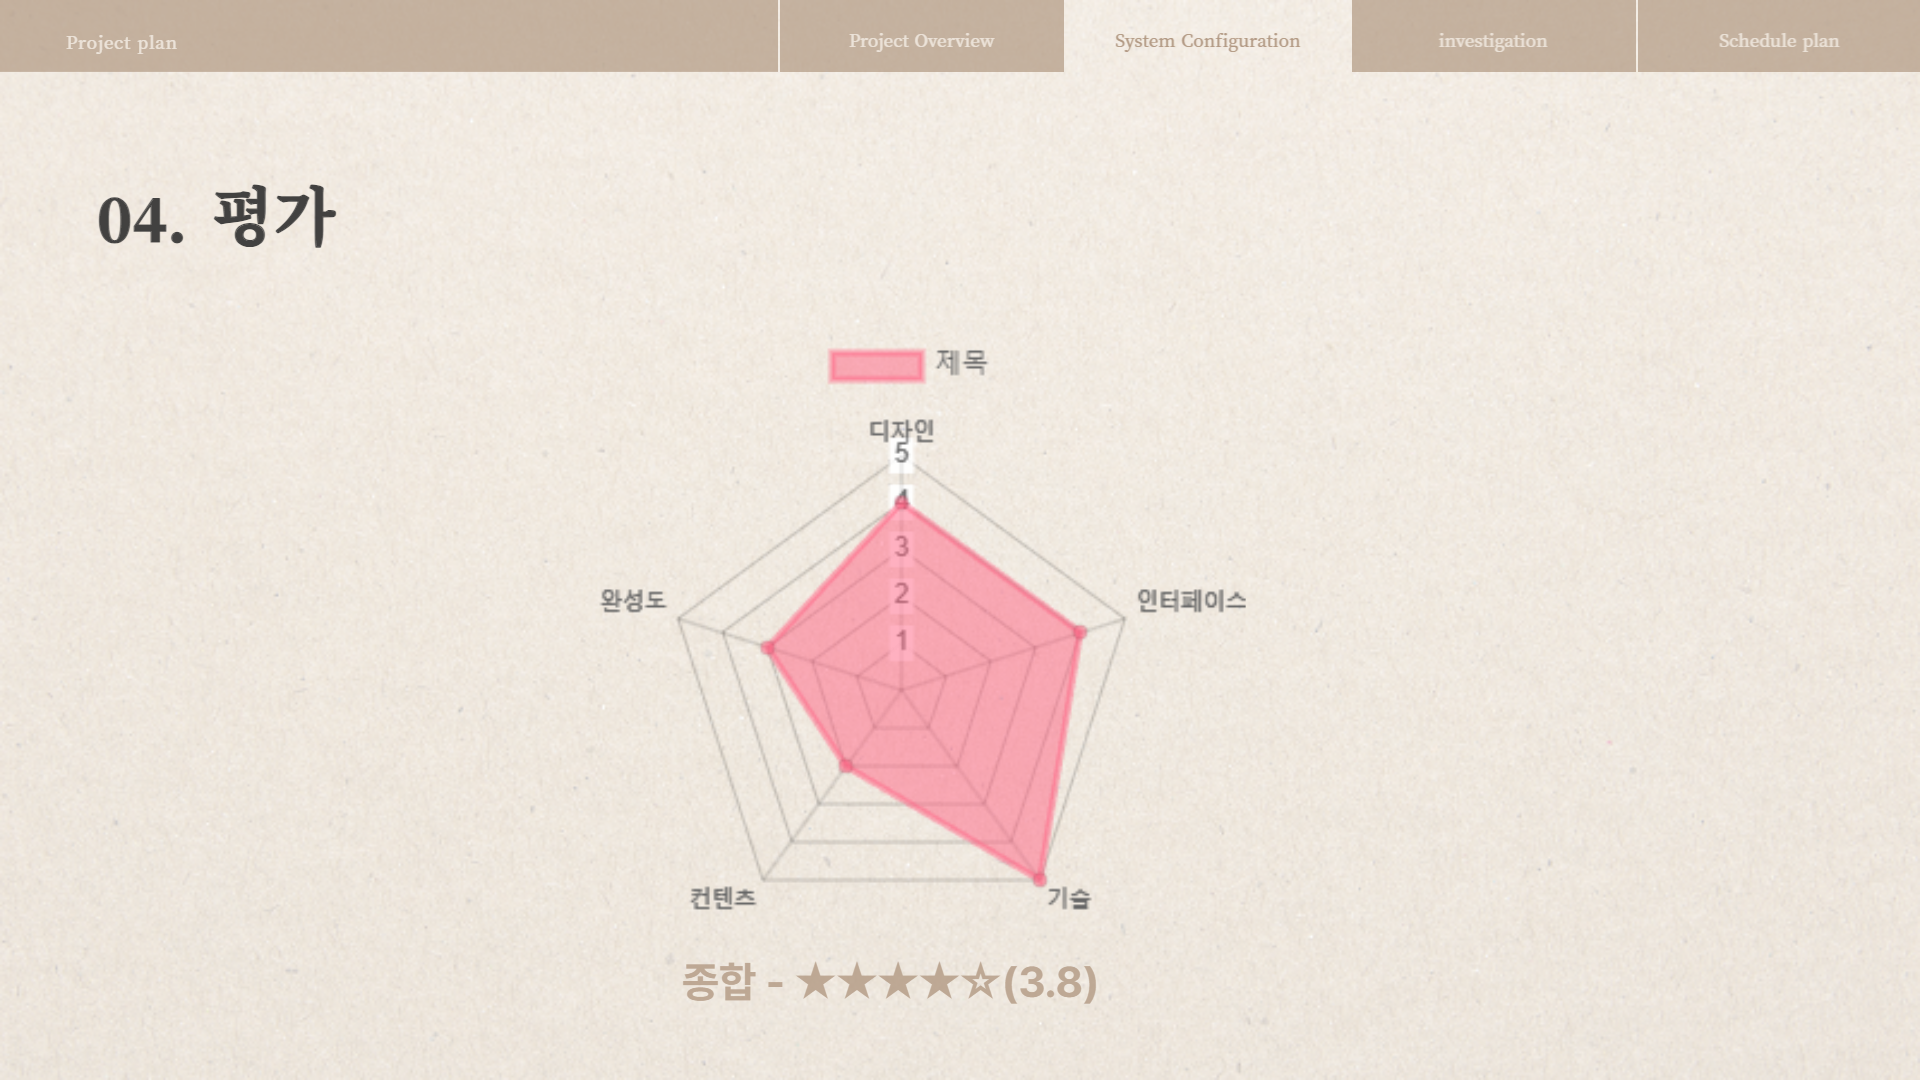 Project plan
Project Overview
System Configuration
investigation
Schedule plan
04. 평가
제목
디자인
5
4
3
2
1
완성도
인터페이스
컨텐츠
기술
종합 - ★★★★☆(3.8)